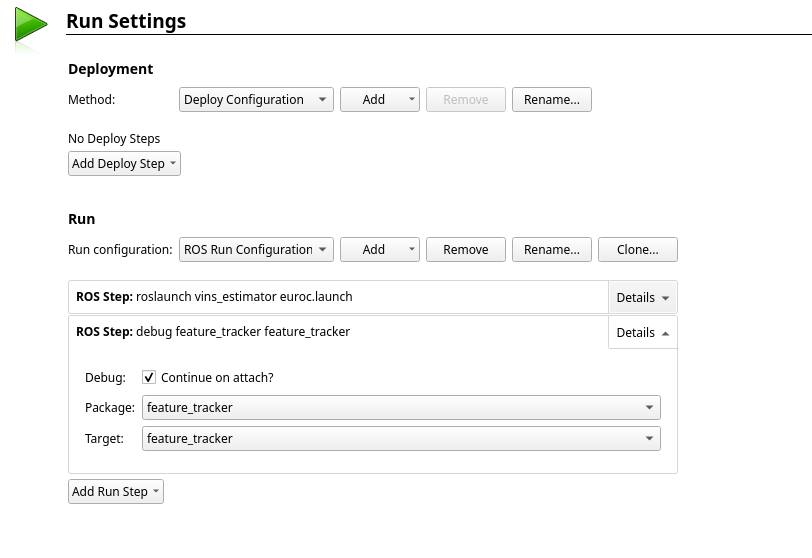 Run Settings
Deployment
Method: Deploy Configuration Add Remove Rename...
No Deploy Steps
Add Deploy Step
Run
Run configuration: ROS Run Configuration Add Remove Rename... Clone...
ROS Step: roslaunch vins_estimator euroc.launch Details
ROS Step: debug feature_tracker feature_tracker Details
Debug: Continue on attach?
Package: feature_tracker
Target: feature_tracker
Add Run Step